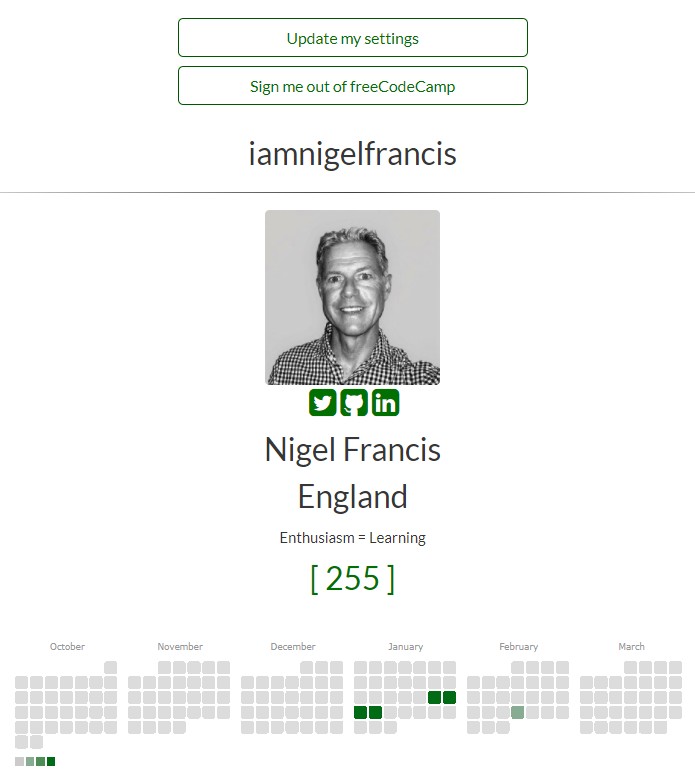 Update my settings
Sign me out of freeCodeCamp
iamnigelfrancis
in
Nigel Francis
England
Enthusiasm = Learning
[ 255 ]
October November December January February March